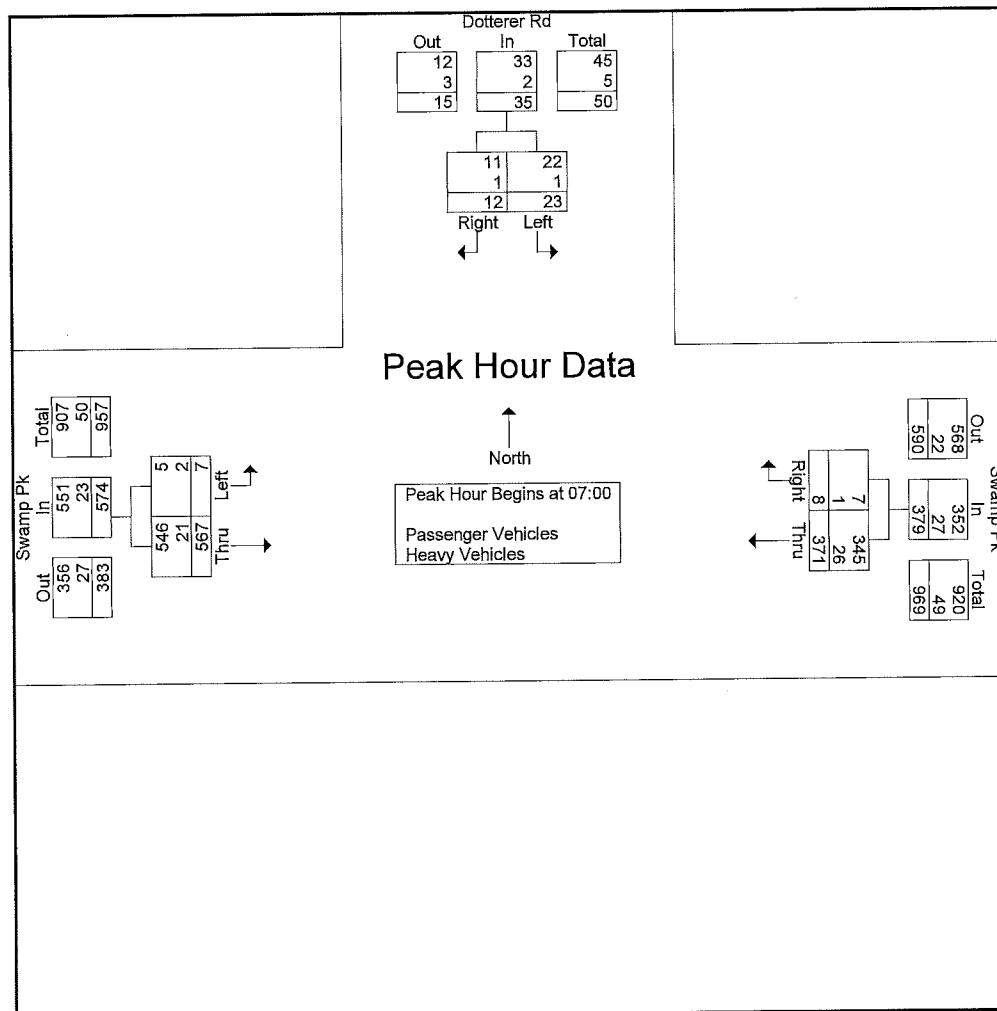 Dotterer Rd
Out In Total
12 33 45
3 2 5
15 35 50
11 22
1 1
12 23
Right Left
Peak Hour Data
North
Peak Hour Begins at 07:00
Passenger Vehicles
Heavy Vehicles
Swamp Pk
Out In Total
356 551 907
27 23 50
383 574 957
Left Thru
5 546
2 21
7 567
Swamp Pk
Out In Total
568 352 920
22 27 49
590 379 969
7 345
1 26
8 371
Right Thru